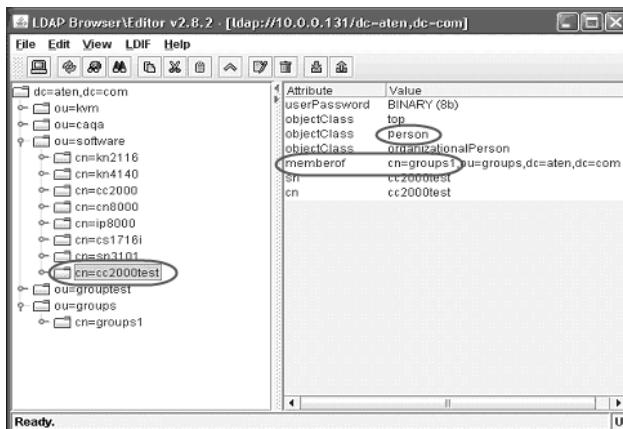 LDAP Browser\Editor v2.8.2 - [ldap://10.0.0.131/dc=aten,dc=com]
File Edit View LDIF Help
dc=aten,dc=com
ou=kvm
ou=caqa
ou=software
cn=kn2116
cn=kn4140
cn=cc2000
cn=cn8000
cn=ip8000
cn=cs1716i
cn=sn3101
cn=cc2000test
ou=grouptest
ou=groups
cn=groups1
Attribute Value
userPassword BINARY (8b)
objectClass top
objectClass person
objectClass organizationalPerson
memberof cn=groups1,ou=groups,dc=aten,dc=com
sn cc2000test
cn cc2000test
Ready.
U